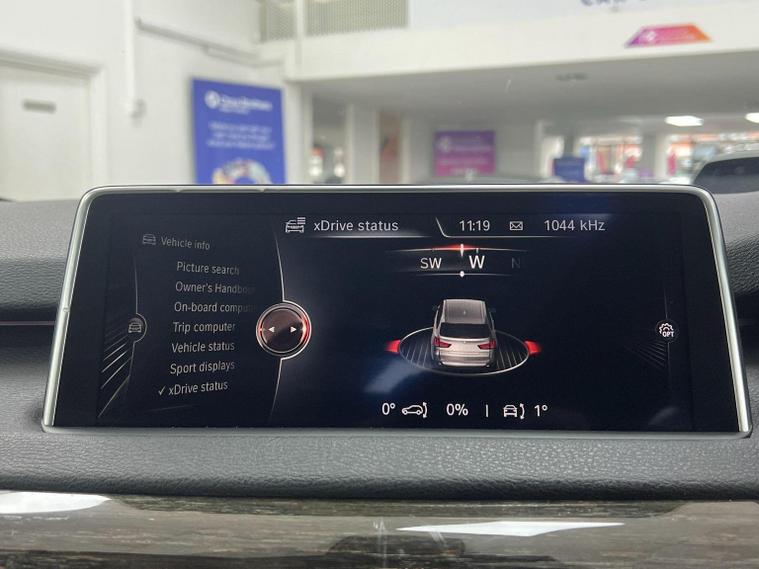 xDrive status
11:19
1044 kHz
Vehicle info
SW
W
N
Picture search
Owner's Handbo
On-board compu
Trip computer
Vehicle status
OPT
Sport displays
✓ xDrive status
0°
0%
|
1°